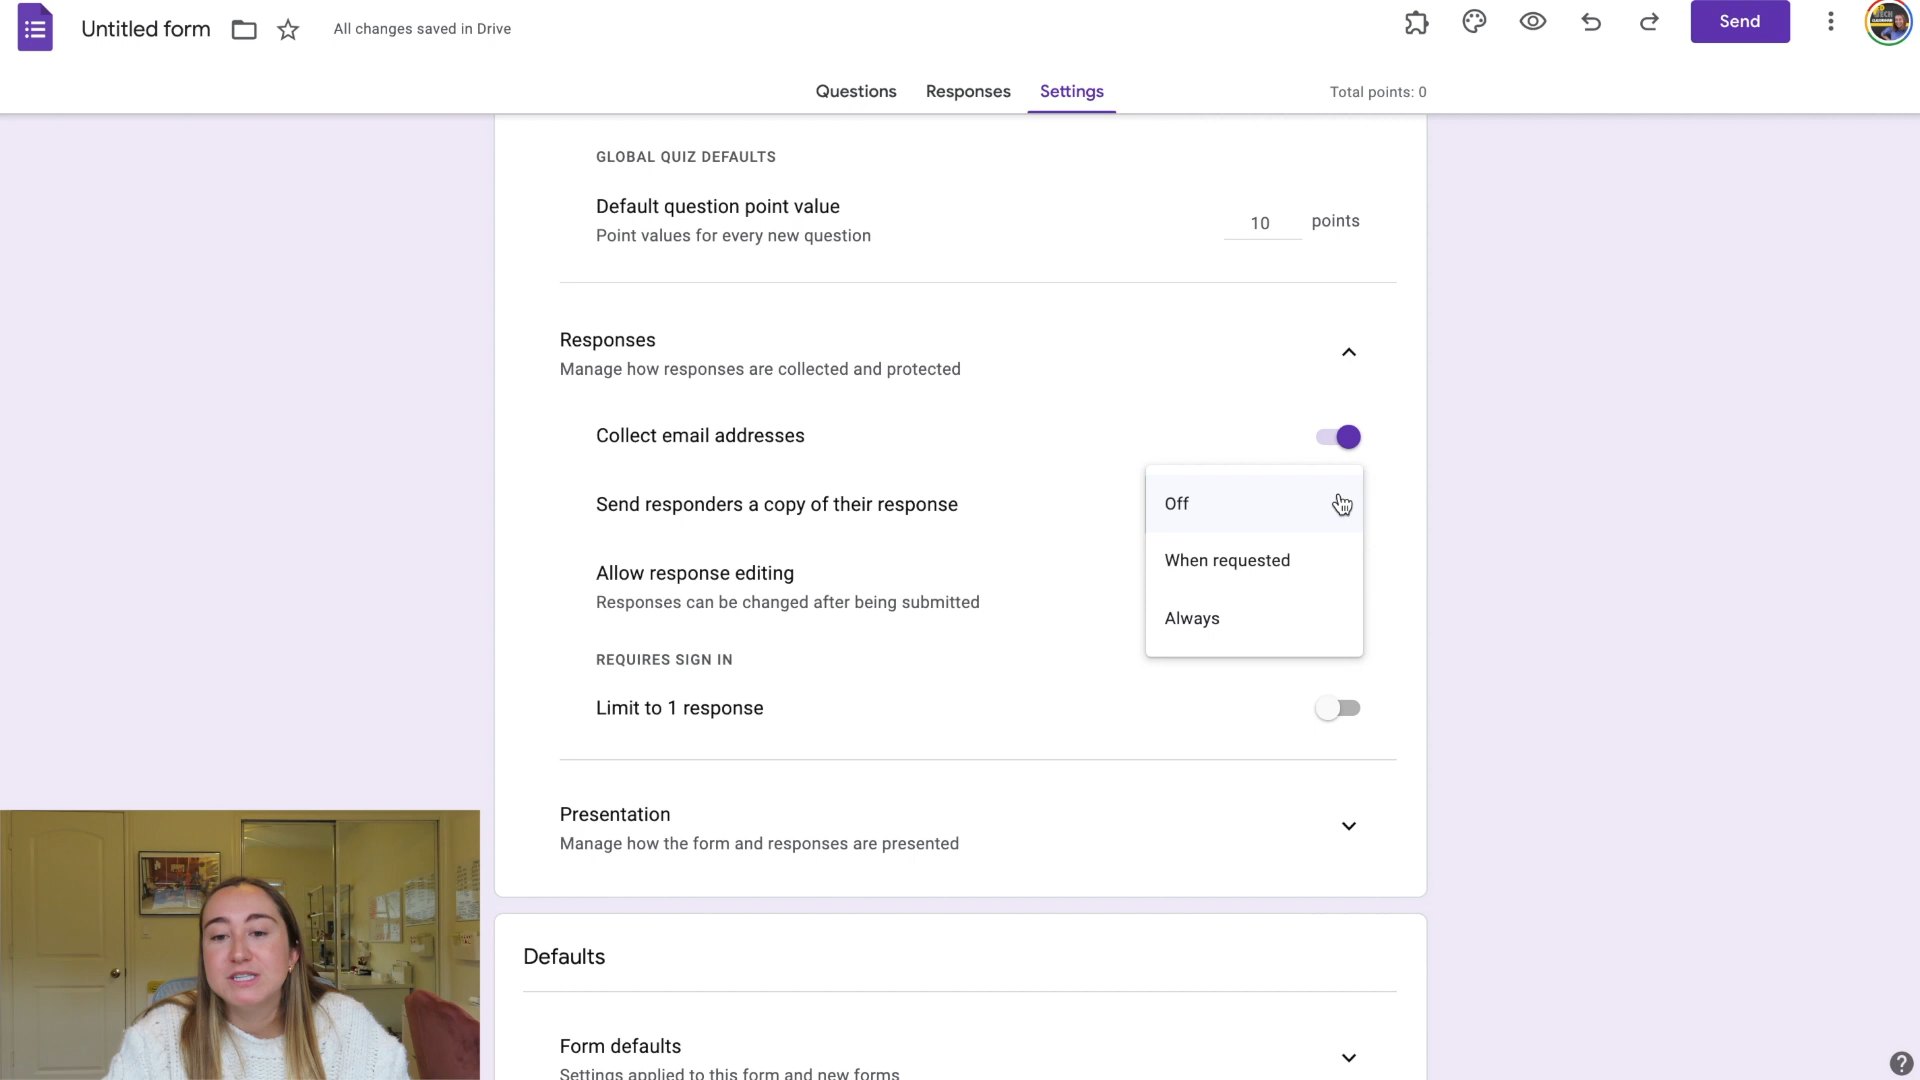 Untitled form
All changes saved in Drive
Send
Questions
Responses
Settings
Total points: 0
GLOBAL QUIZ DEFAULTS
Default question point value
Point values for every new question
10 points
Responses
Manage how responses are collected and protected
Collect email addresses
Send responders a copy of their response
Off
When requested
Always
Allow response editing
Responses can be changed after being submitted
REQUIRES SIGN IN
Limit to 1 response
Presentation
Manage how the form and responses are presented
Defaults
Form defaults
Settings applied to this form and new forms